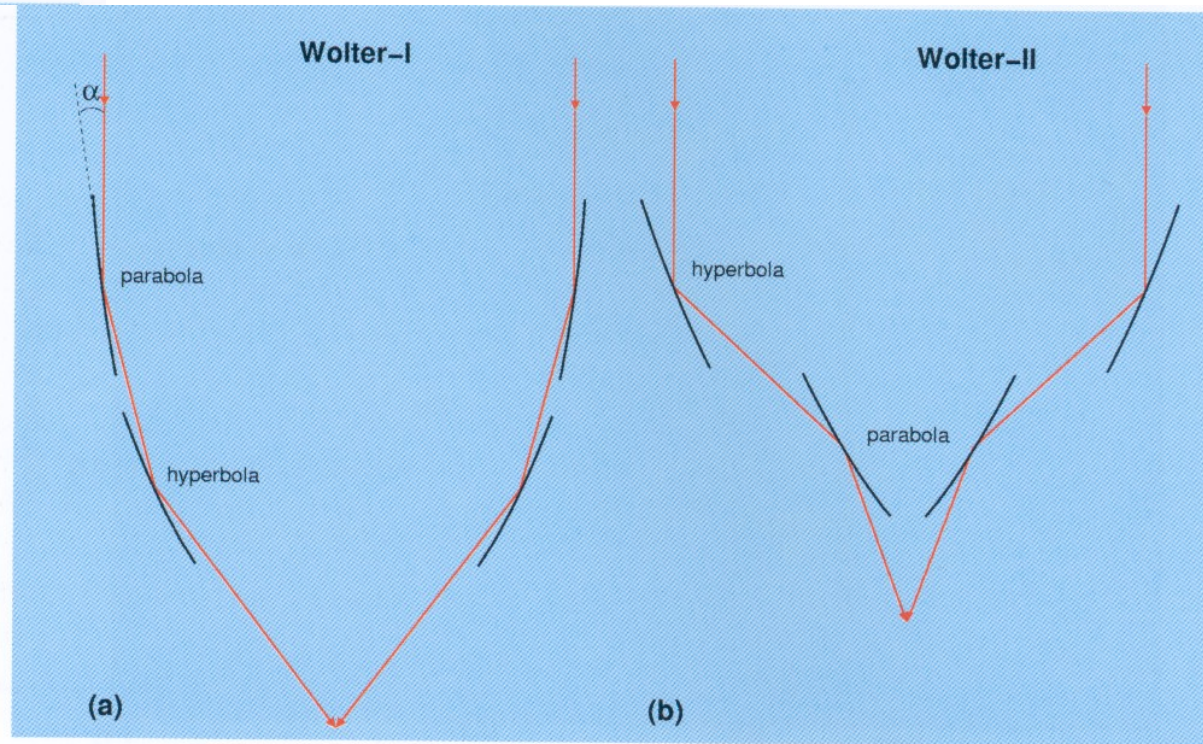 Wolter–I
α
parabola
hyperbola
(a)
Wolter–II
hyperbola
parabola
(b)